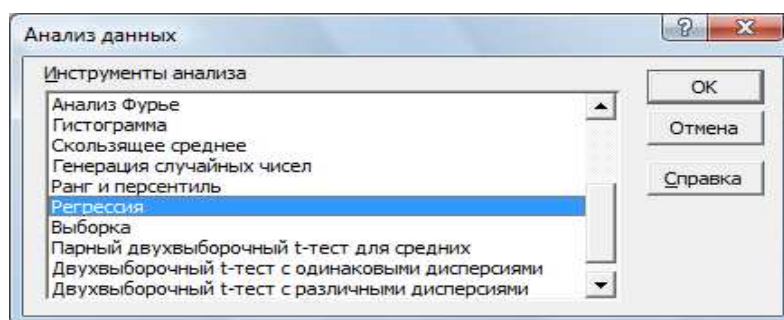 Анализ данных
Инструменты анализа
Анализ Фурье
Гистограмма
Скользящее среднее
Генерация случайных чисел
Ранг и персентиль
Регрессия
Выборка
Парный двухвыборочный t-тест для средних
Двухвыборочный t-тест с одинаковыми дисперсиями
Двухвыборочный t-тест с различными дисперсиями
ОК
Отмена
Справка